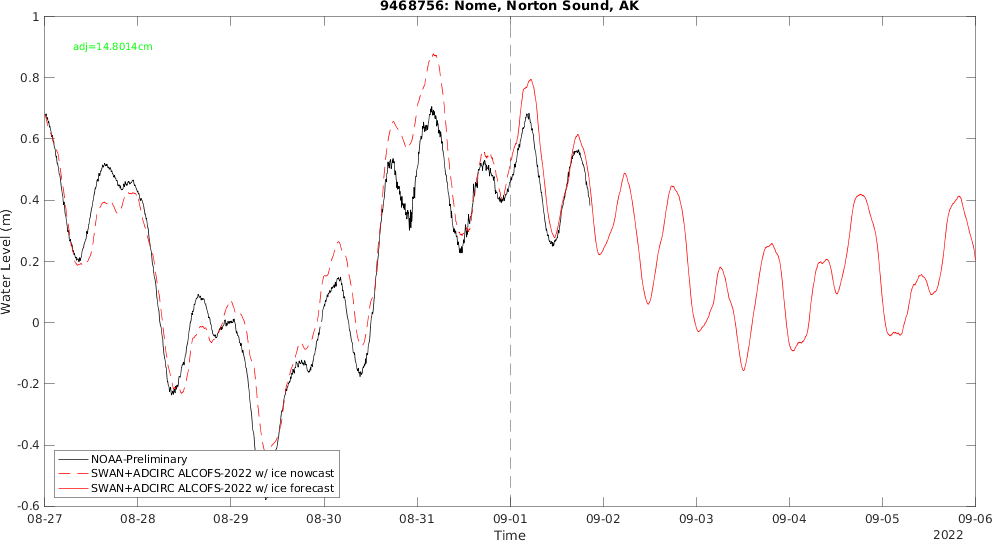 9468756: Nome, Norton Sound, AK
adj=14.8014cm
Water Level (m)
1
0.8
0.6
0.4
0.2
0
-0.2
-0.4
-0.6
NOAA-Preliminary
SWAN+ADCIRC ALCOFS-2022 w/ ice nowcast
SWAN+ADCIRC ALCOFS-2022 w/ ice forecast
08-27 08-28 08-29 08-30 08-31 09-01 09-02 09-03 09-04 09-05 09-06
Time
2022